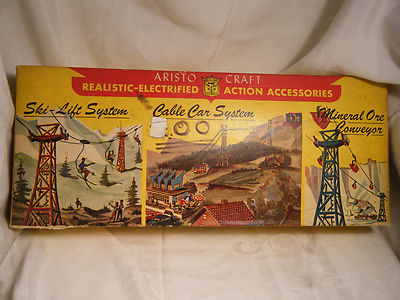 ARISTO CRAFT
REALISTIC-ELECTRIFIED ACTION ACCESSORIES
Ski-Lift System
Cable Car System
Mineral Ore
Conveyor